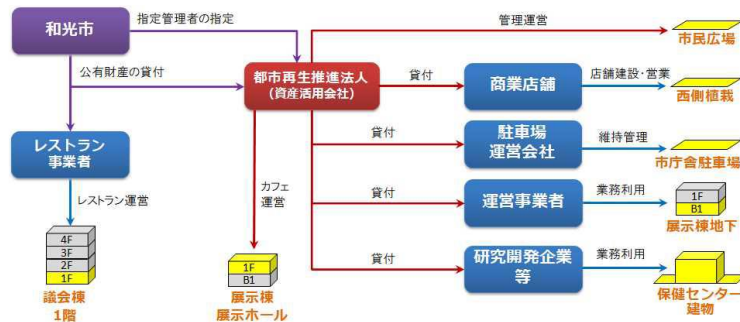 和光市
指定管理者の指定
公有財産の貸付
都市再生推進法人
(資産活用会社)
管理運営
市民広場
貸付
商業店舗
店舗建設・営業
西側植栽
レストラン
事業者
貸付
駐車場
運営会社
維持管理
市庁舎駐車場
レストラン運営
カフェ
運営
貸付
運営事業者
業務利用
1F
B1
展示棟地下
4F
3F
2F
1F
議会棟
1階
1F
B1
展示棟
展示ホール
貸付
研究開発企業
等
業務利用
保健センター
建物